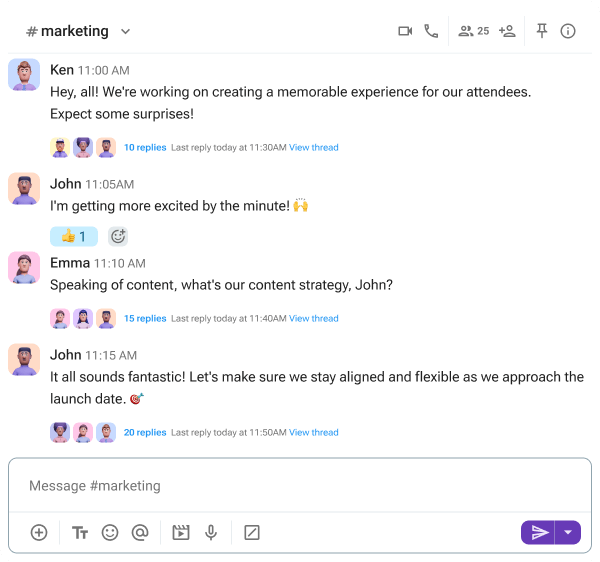 # marketing
25
Ken 11:00 AM
Hey, all! We're working on creating a memorable experience for our attendees.
Expect some surprises!
10 replies Last reply today at 11:30AM View thread
John 11:05AM
I'm getting more excited by the minute! 🙌
👍 1
Emma 11:10 AM
Speaking of content, what's our content strategy, John?
15 replies Last reply today at 11:40AM View thread
John 11:15 AM
It all sounds fantastic! Let's make sure we stay aligned and flexible as we approach the
launch date. 🎯
20 replies Last reply today at 11:50AM View thread
Message #marketing